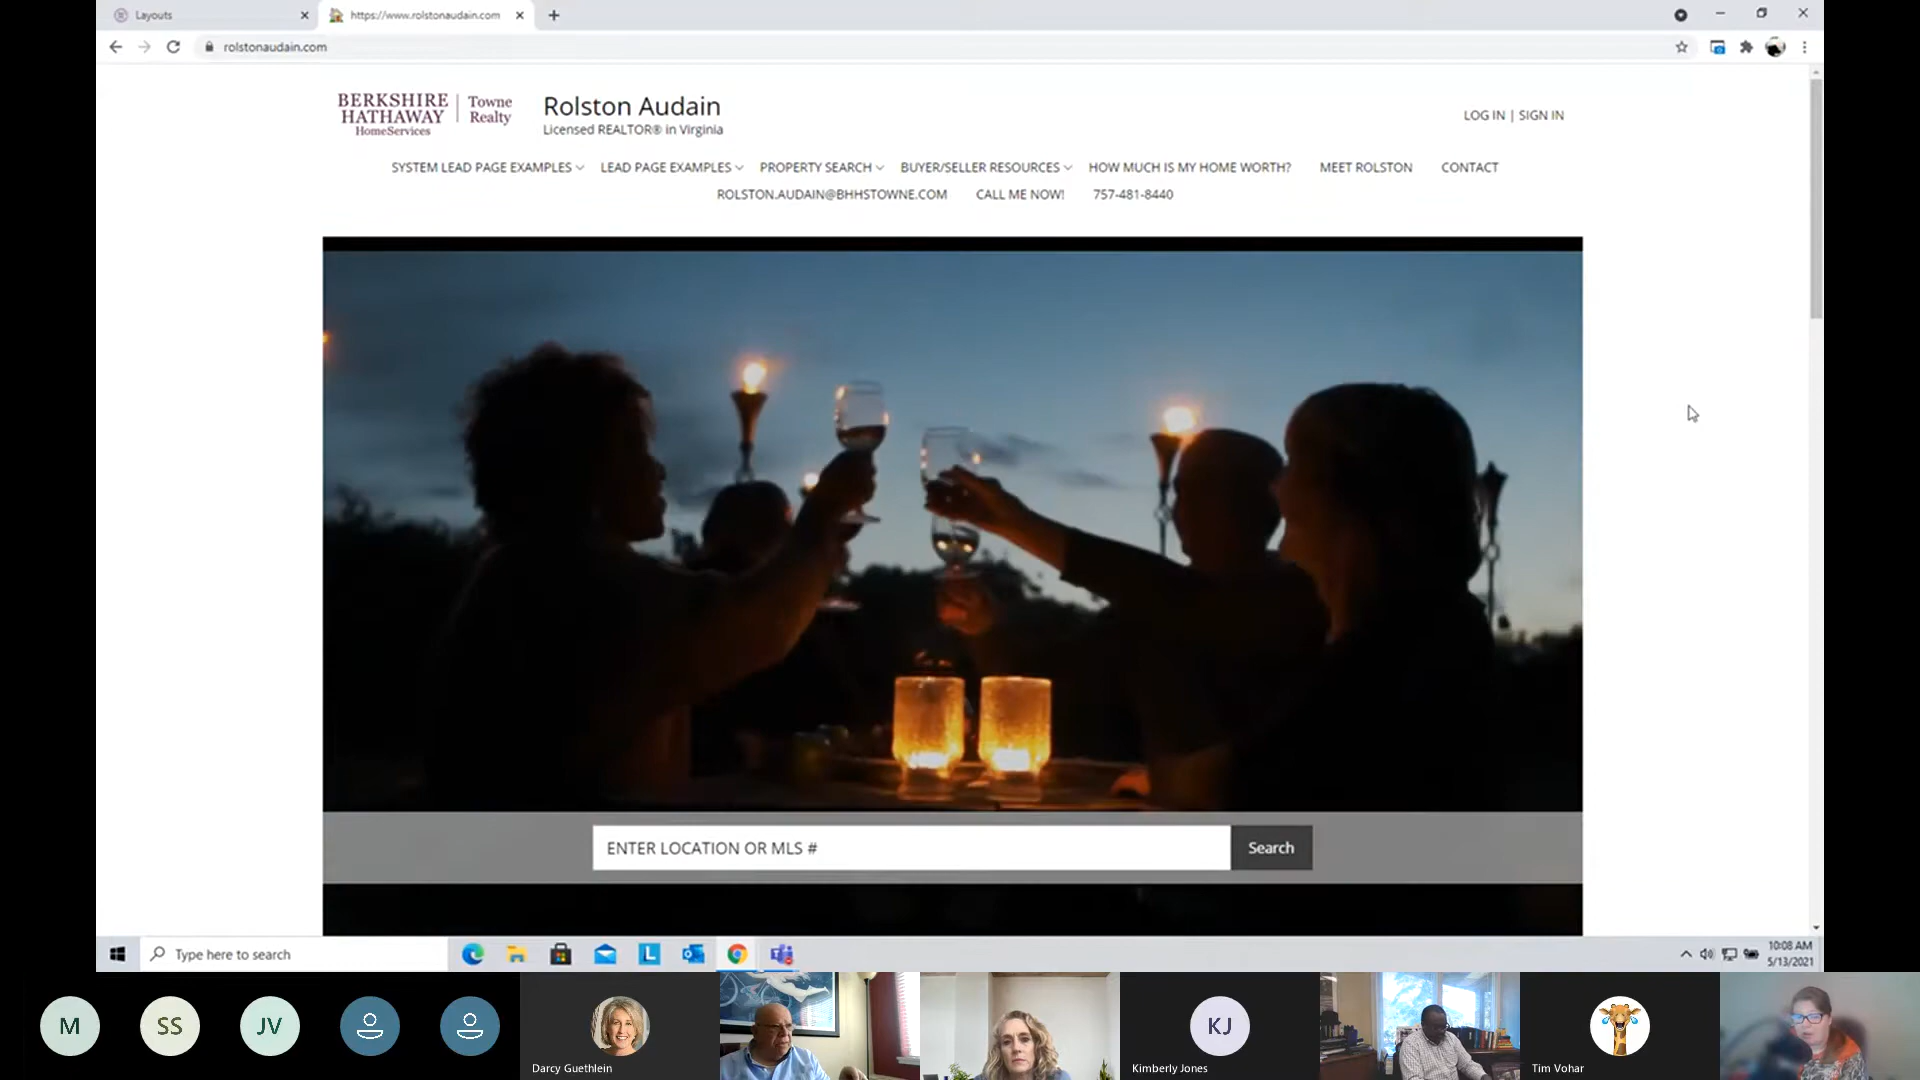 Layouts
https://www.rolstonaudain.com
rolstonaudain.com
BERKSHIRE
HATHAWAY
HomeServices
Towne
Realty
Rolston Audain
Licensed REALTOR® in Virginia
LOG IN | SIGN IN
SYSTEM LEAD PAGE EXAMPLES LEAD PAGE EXAMPLES PROPERTY SEARCH BUYER/SELLER RESOURCES HOW MUCH IS MY HOME WORTH? MEET ROLSTON CONTACT
ROLSTON.AUDAIN@BHHSTOWNE.COM CALL ME NOW! 757-481-8440
ENTER LOCATION OR MLS # Search
Type here to search
L
10:08 AM
5/13/2021
M SS JV KJ
Darcy Guethlein Kimberly Jones Tim Vohar